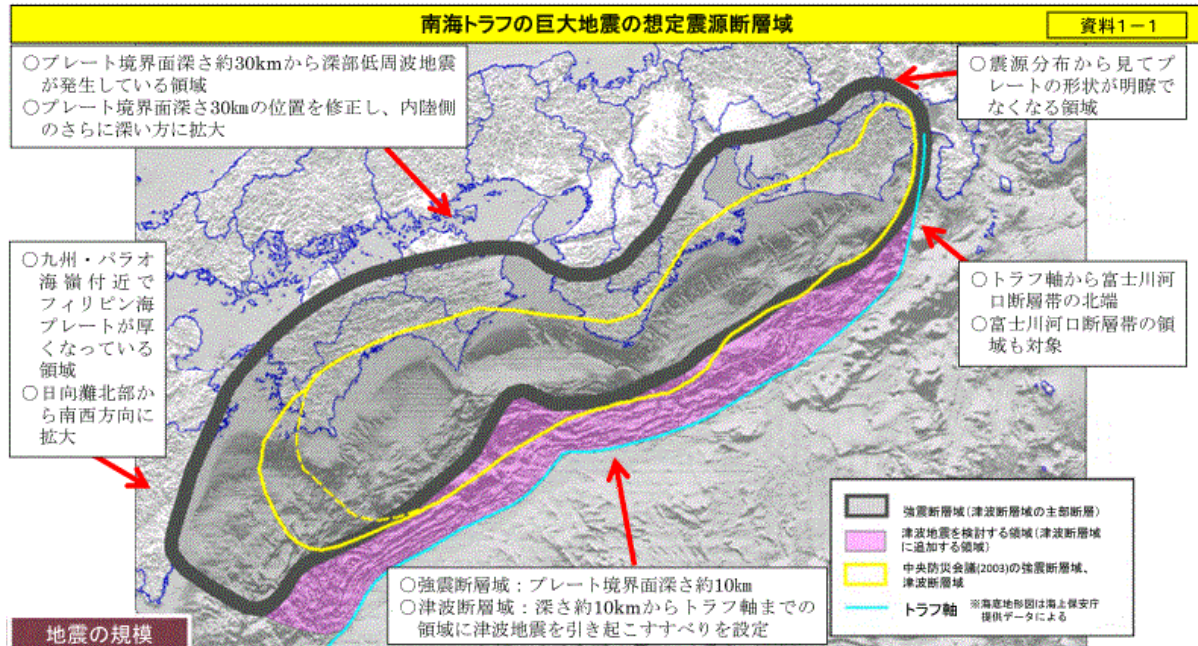 南海トラフの巨大地震の想定震源断層域
資料1－1
○プレート境界面深さ約30kmから深部低周波地震
が発生している領域
○プレート境界面深さ30kmの位置を修正し、内陸側
のさらに深い方に拡大
○震源分布から見てプ
レートの形状が明瞭で
なくなる領域
○九州・パラオ
海嶺付近で
フィリピン海
プレートが厚
くなっている
領域
○日向灘北部か
ら南西方向に
拡大
○トラフ軸から富士川河
口断層帯の北端
○富士川河口断層帯の領
域も対象
○強震断層域：プレート境界面深さ約10km
○津波断層域：深さ約10kmからトラフ軸までの
領域に津波地震を引き起こすすべりを設定
強震断層域(津波断層域の主部断層)
津波地震を検討する領域(津波断層域
に追加する領域)
中央防災会議(2003)の強震断層域、
津波断層域
トラフ軸
※海底地形図は海上保安庁
提供データによる
地震の規模